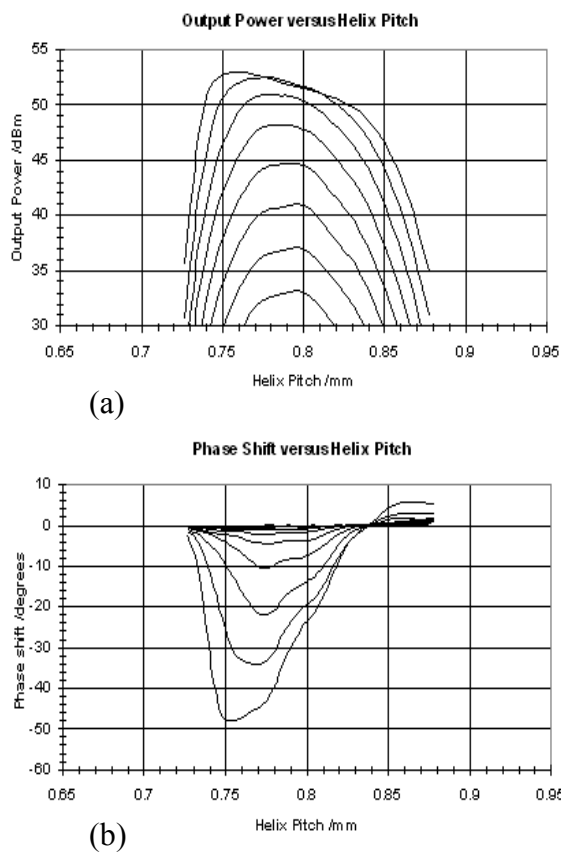 Output Power versus Helix Pitch
55
50
45
40
35
30
Output Power /dBm
0.65 0.7 0.75 0.8 0.85 0.9 0.95
Helix Pitch /mm
(a)
Phase Shift versus Helix Pitch
10
0
-10
-20
-30
-40
-50
-60
Phase shift /degrees
0.65 0.7 0.75 0.8 0.85 0.9 0.95
Helix Pitch /mm
(b)